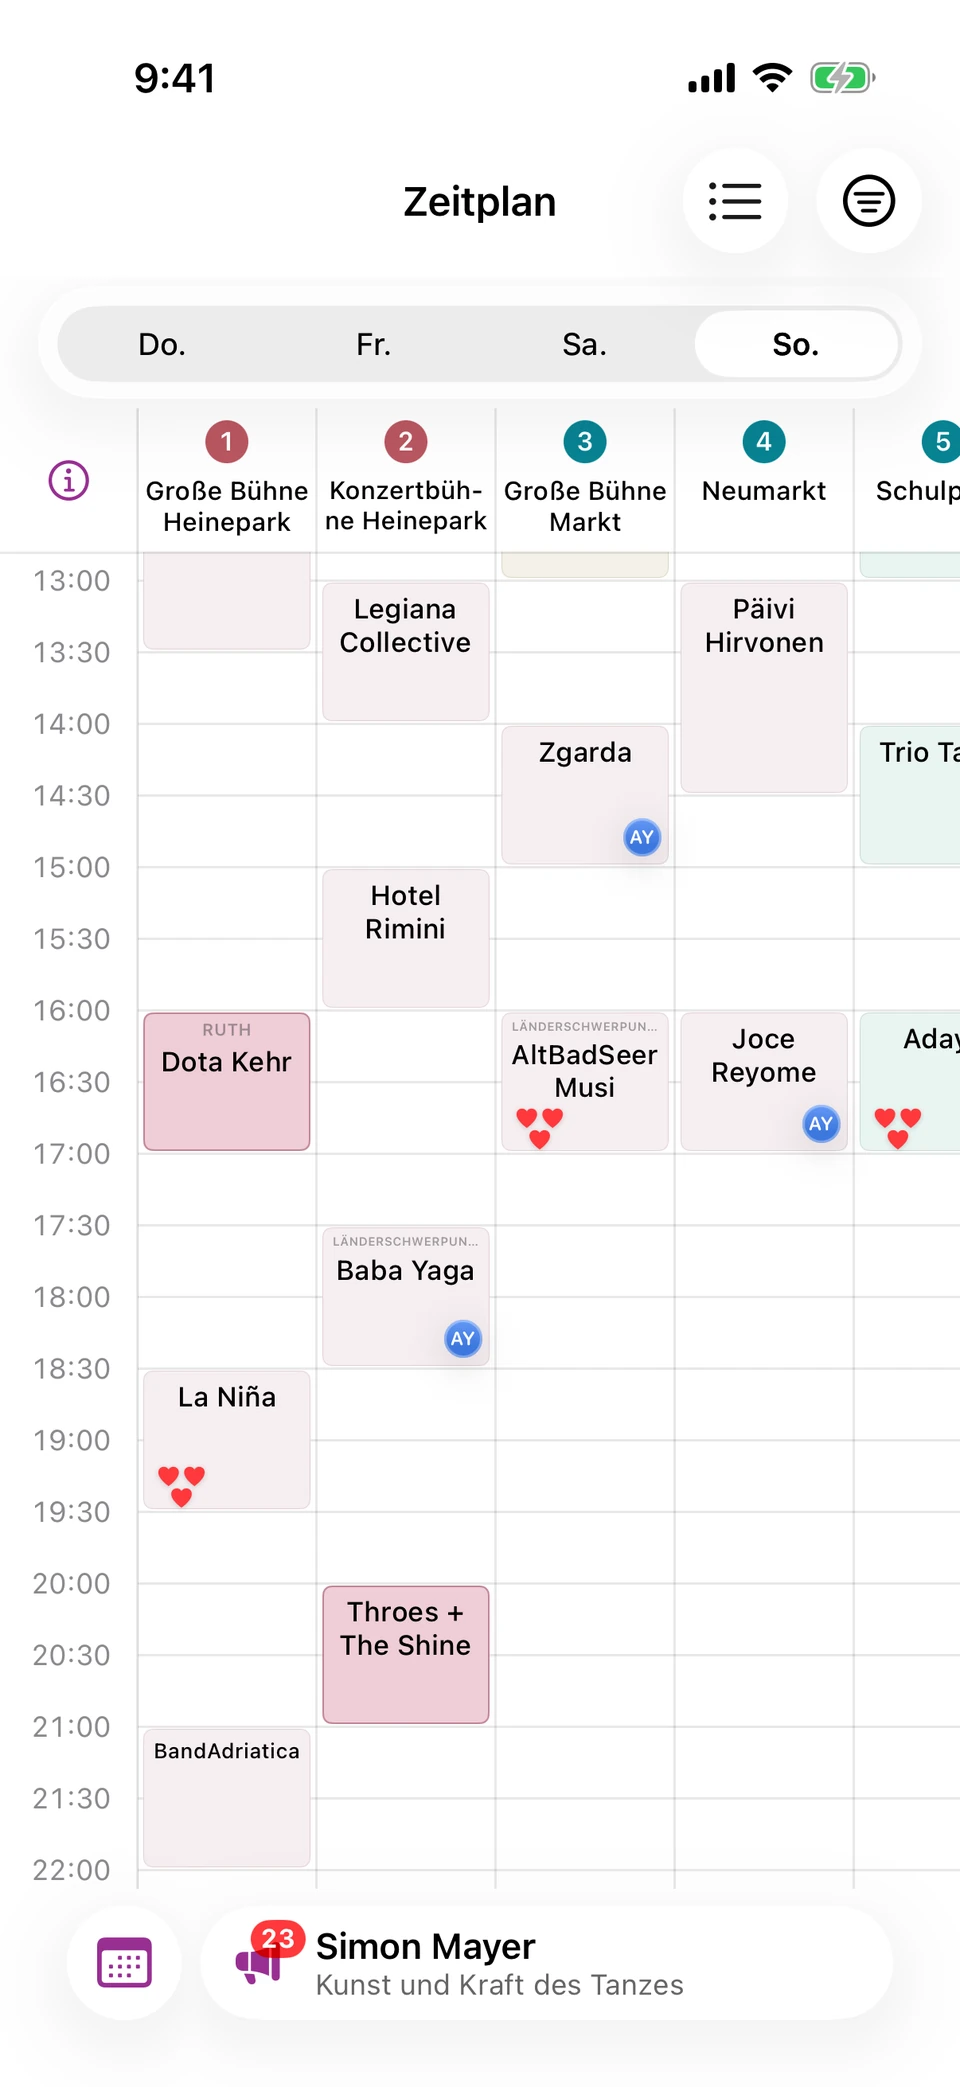 9:41
Zeitplan
Do.
Fr.
Sa.
So.
1
2
3
4
5
Große Bühne
Heinepark
Konzertbüh-
ne Heinepark
Große Bühne
Markt
Neumarkt
Schulp
13:00
Legiana
Collective
Päivi
Hirvonen
13:30
14:00
Zgarda
AY
Trio Ta
14:30
15:00
Hotel
Rimini
15:30
16:00
RUTH
Dota Kehr
LÄNDERSCHWERPUN...
AltBadSeer
Musi
Joce
Reyome
AY
Aday
16:30
17:00
17:30
LÄNDERSCHWERPUN...
Baba Yaga
AY
18:00
18:30
La Niña
19:00
19:30
20:00
Throes +
The Shine
20:30
21:00
BandAdriatica
21:30
22:00
23
Simon Mayer
Kunst und Kraft des Tanzes